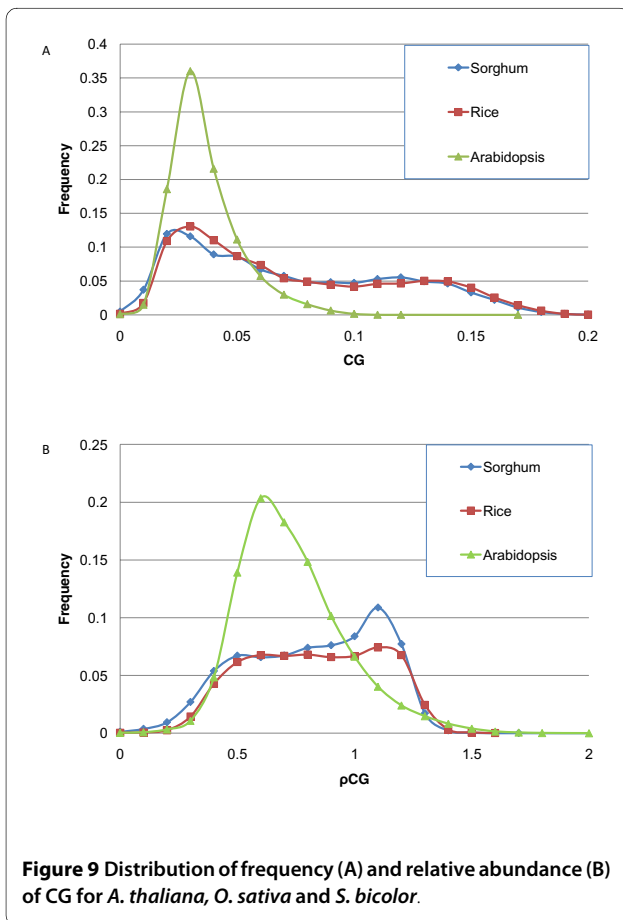 A
0.4
0.35
0.3
0.25
0.2
0.15
0.1
0.05
0
Frequency
Sorghum
Rice
Arabidopsis
0 0.05 0.1 0.15 0.2
CG
B
0.25
0.2
0.15
0.1
0.05
0
Frequency
Sorghum
Rice
Arabidopsis
0 0.5 1 1.5 2
ρCG
Figure 9 Distribution of frequency (A) and relative abundance (B)
of CG for A. thaliana, O. sativa and S. bicolor.